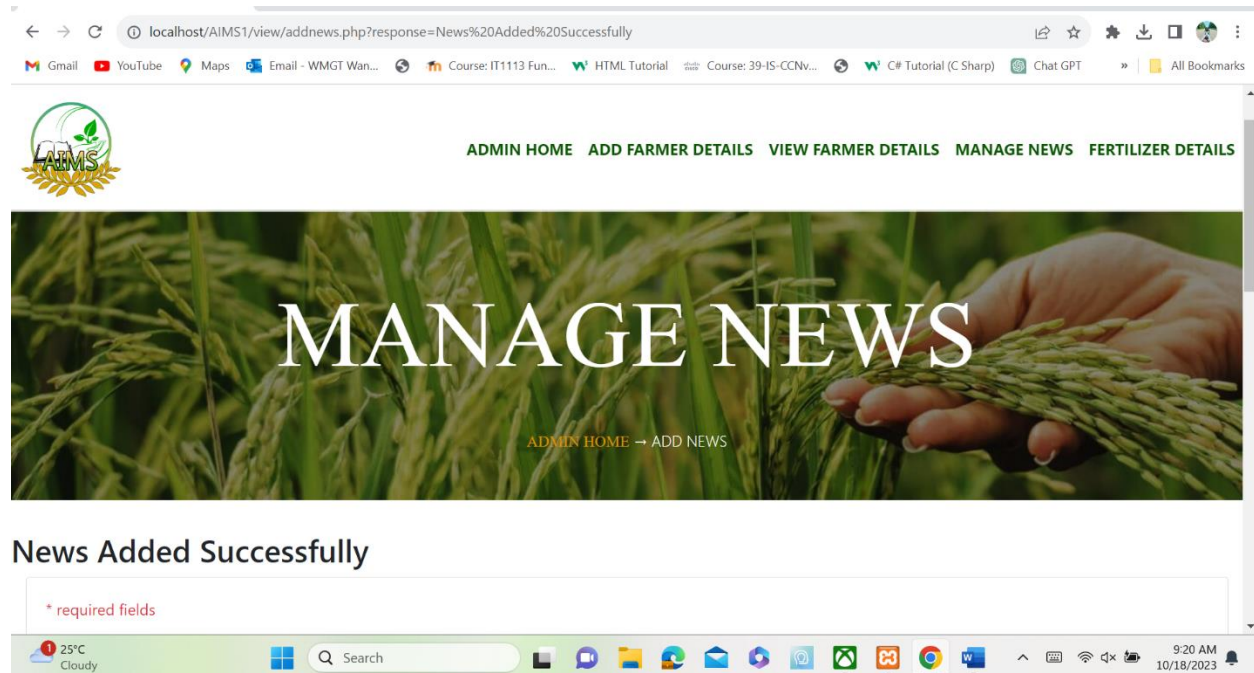 localhost/AIMS1/view/addnews.php?response=News%20Added%20Successfully
Gmail YouTube Maps Email - WMGT Wan... Course: IT1113 Fun... HTML Tutorial Course: 39-IS-CCNv... C# Tutorial (C Sharp) Chat GPT » All Bookmarks
AIMS
ADMIN HOME ADD FARMER DETAILS VIEW FARMER DETAILS MANAGE NEWS FERTILIZER DETAILS
MANAGE NEWS
ADMIN HOME → ADD NEWS
News Added Successfully
* required fields
1 25°C
Cloudy
Search
9:20 AM
10/18/2023